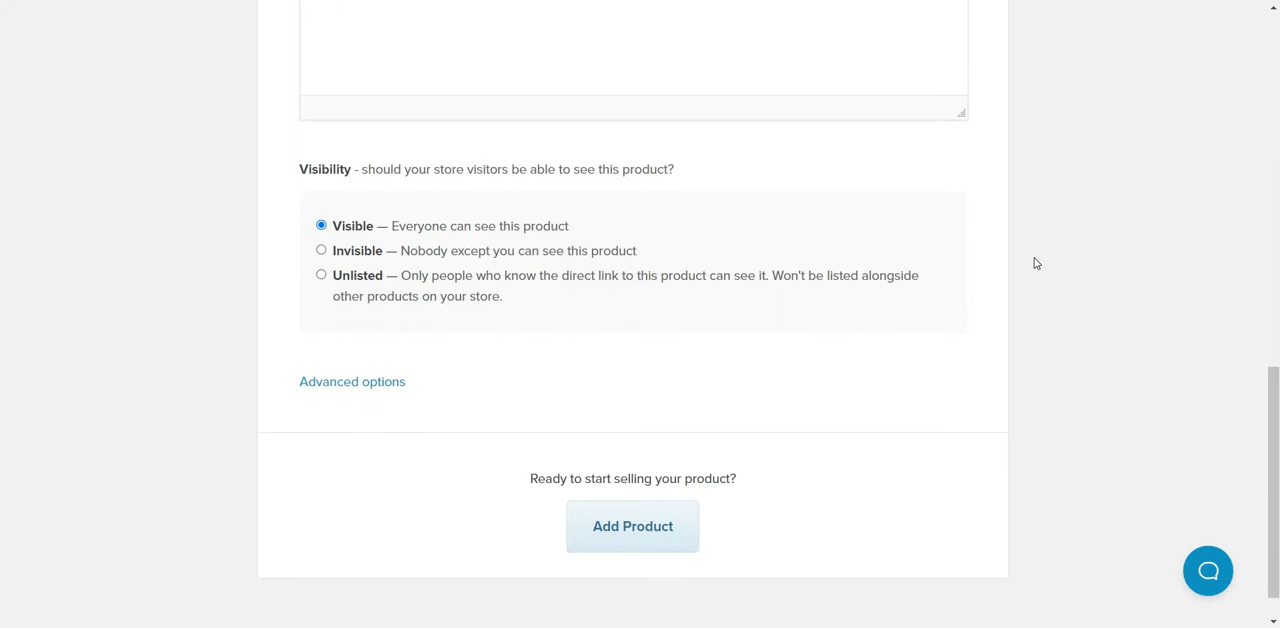 Visibility - should your store visitors be able to see this product?
Visible — Everyone can see this product
Invisible — Nobody except you can see this product
Unlisted — Only people who know the direct link to this product can see it. Won't be listed alongside
other products on your store.
Advanced options
Ready to start selling your product?
Add Product